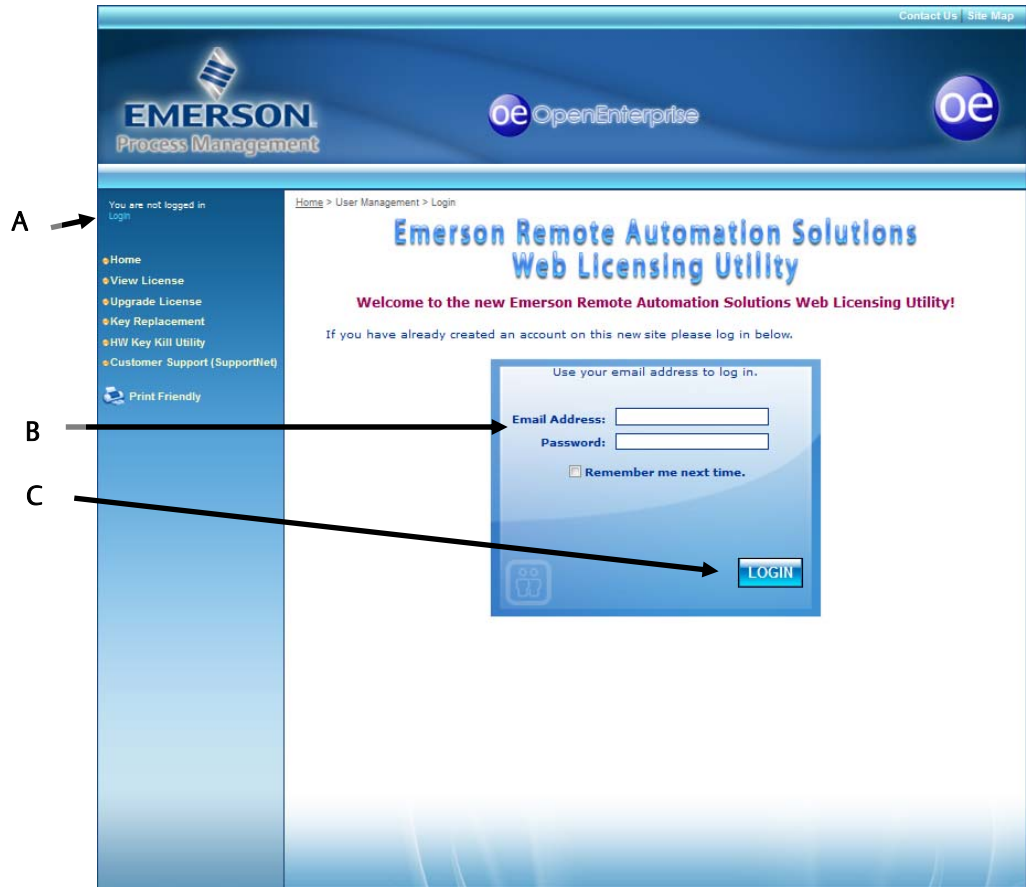 Contact Us | Site Map
EMERSON
Process Management
oe OpenEnterprise
oe
A
You are not logged in
Login
Home
View License
Upgrade License
Key Replacement
HW Key Kill Utility
Customer Support (SupportNet)
Print Friendly
Home > User Management > Login
Emerson Remote Automation Solutions
Web Licensing Utility
Welcome to the new Emerson Remote Automation Solutions Web Licensing Utility!
If you have already created an account on this new site please log in below.
Use your email address to log in.
B
Email Address:
Password:
Remember me next time.
C
LOGIN